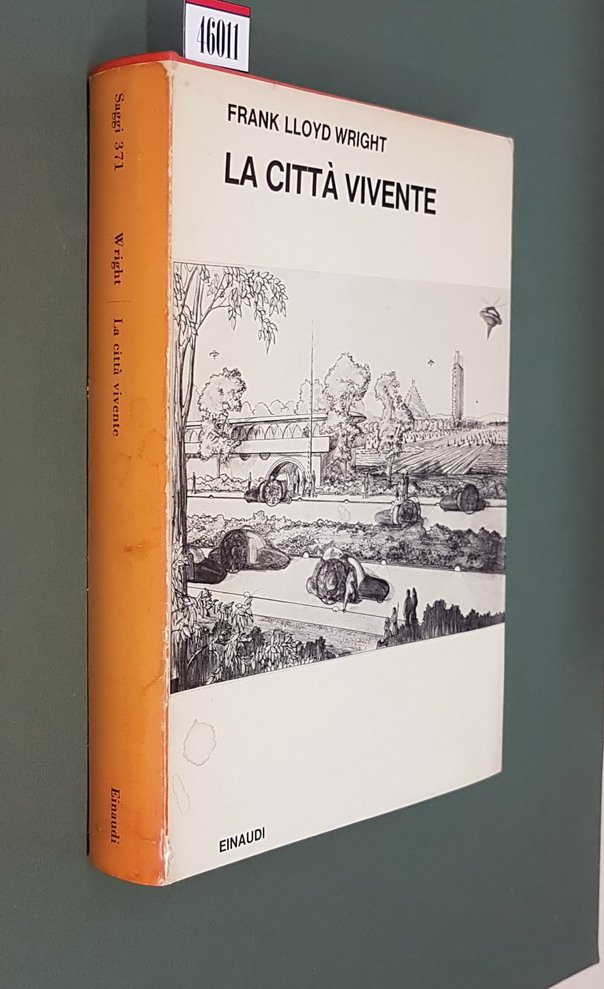 46011
FRANK LLOYD WRIGHT
LA CITTÀ VIVENTE
EINAUDI
Saggi 371
Wright | La città vivente
Einaudi